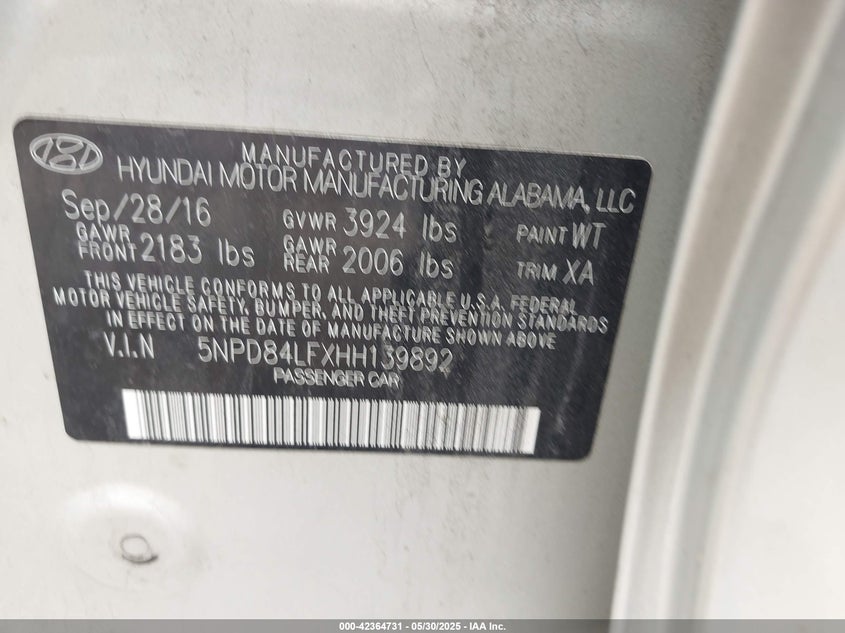 MANUFACTURED BY
HYUNDAI MOTOR MANUFACTURING ALABAMA, LLC
Sep/28/16 GVWR 3924 lbs PAINT WT
GAWR FRONT 2183 lbs GAWR REAR 2006 lbs TRIM XA
THIS VEHICLE CONFORMS TO ALL APPLICABLE U.S.A. FEDERAL
MOTOR VEHICLE SAFETY, BUMPER, AND THEFT PREVENTION STANDARDS
IN EFFECT ON THE DATE OF MANUFACTURE SHOWN ABOVE.
V.I.N 5NPD84LFXHH139892
PASSENGER CAR
000-42364731 — 05/30/2025 — IAA Inc.